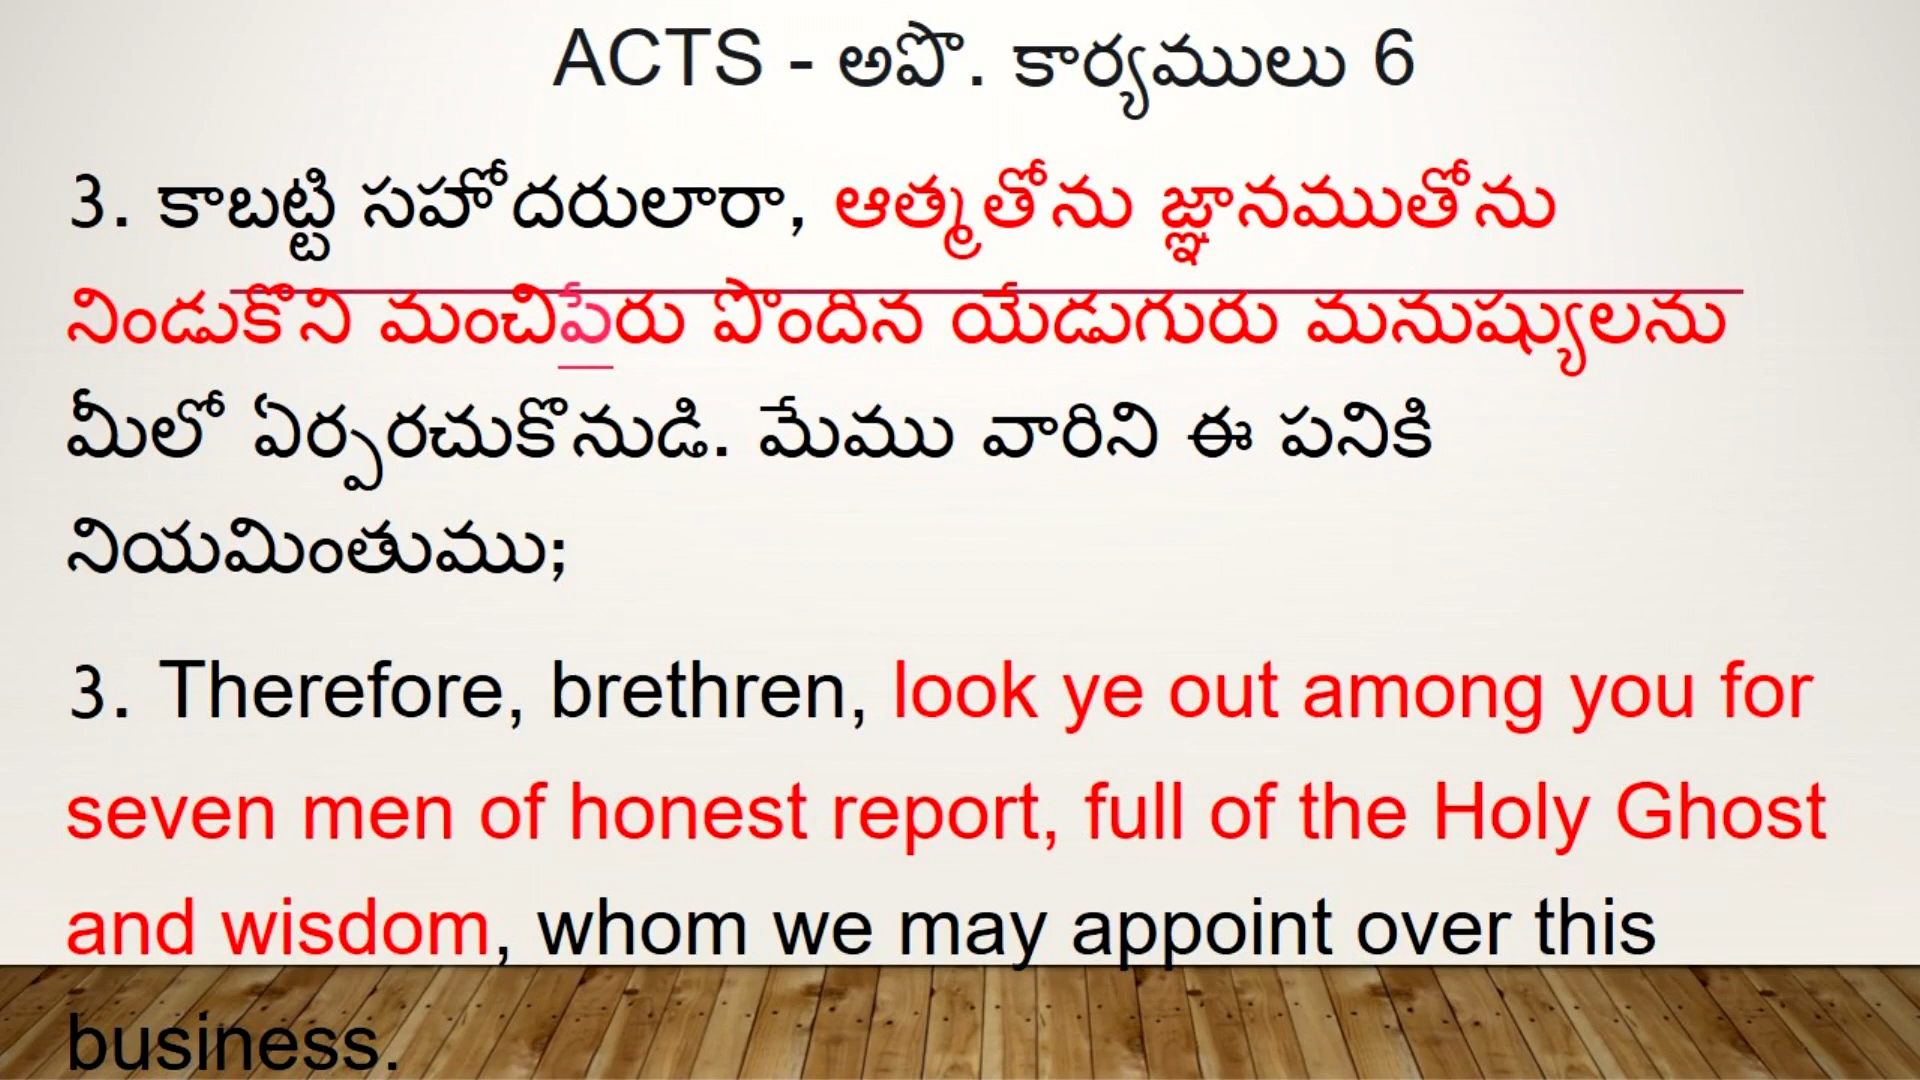 ACTS - అపొ. కార్యములు 6
3. కాబట్టి సహోదరులారా, ఆత్మతోను జ్ఞానముతోను
నిండుకొని మంచిపేరు పొందిన యేడుగురు మనుష్యులను
మీలో ఏర్పరచుకొనుడి. మేము వారిని ఈ పనికి
నియమింతుము;
3. Therefore, brethren, look ye out among you for
seven men of honest report, full of the Holy Ghost
and wisdom, whom we may appoint over this
business.